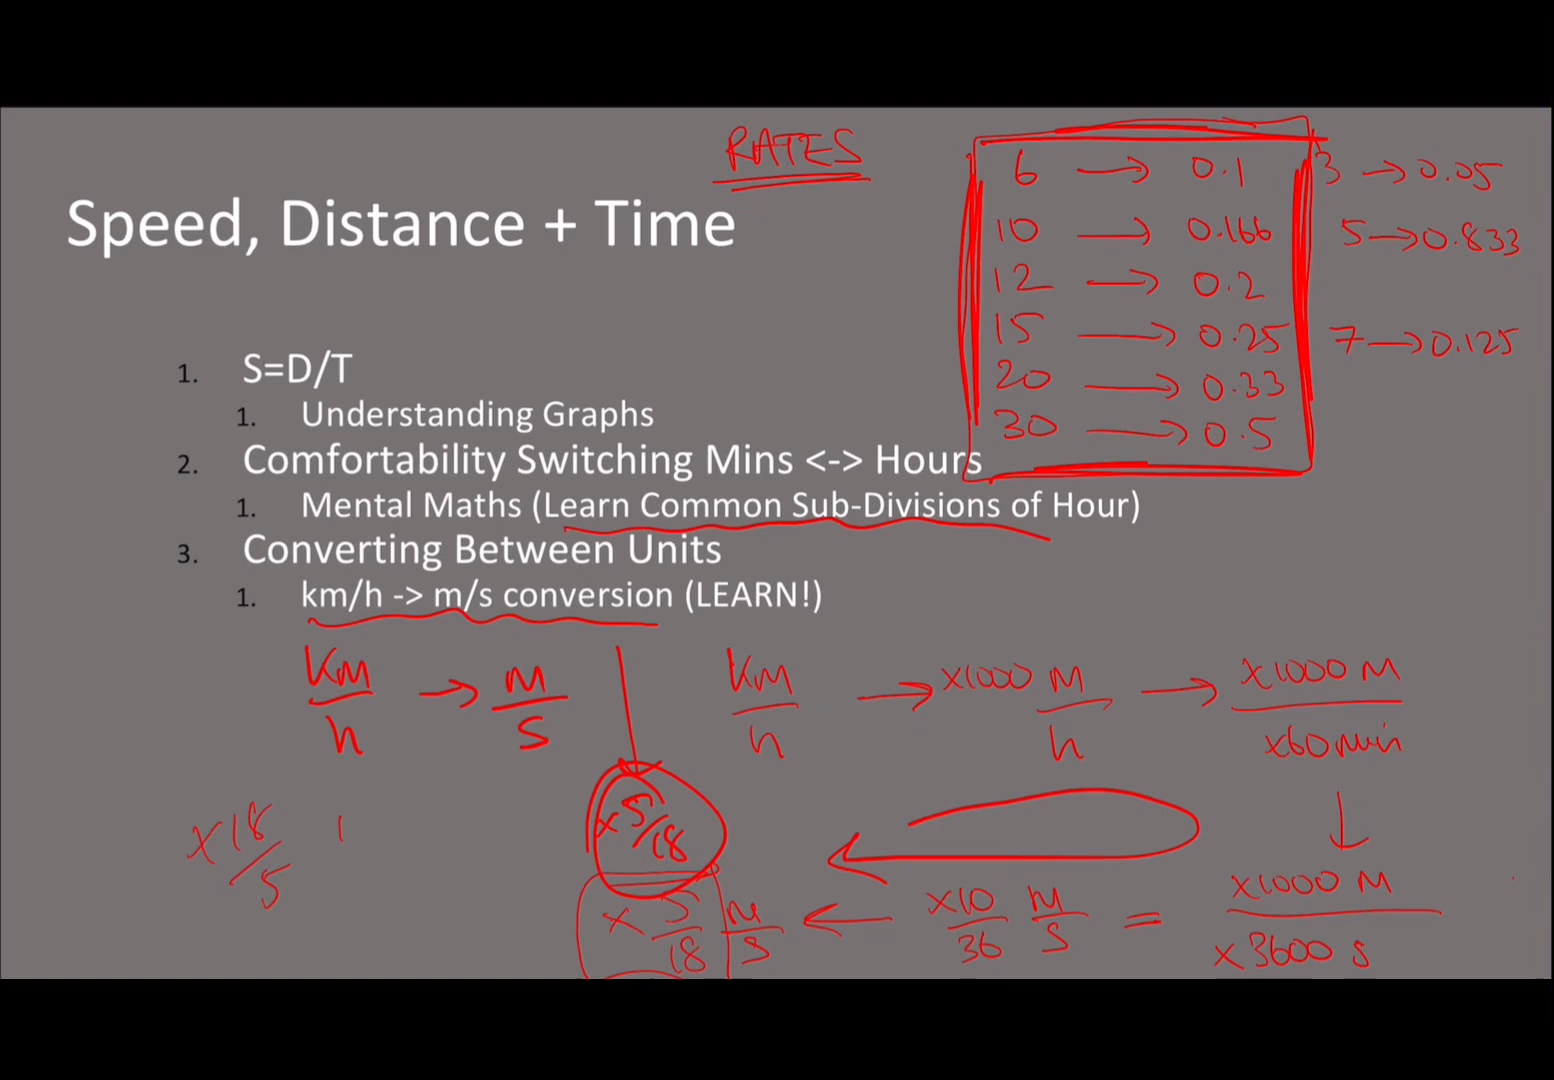 RATES
6 → 0.1 3 → 0.05
Speed, Distance + Time
10 → 0.166 5 → 0.833
12 → 0.2
15 → 0.25 7 → 0.125
20 → 0.33
30 → 0.5
1. S=D/T
1. Understanding Graphs
2. Comfortability Switching Mins <-> Hours
1. Mental Maths (Learn Common Sub-Divisions of Hour)
3. Converting Between Units
1. km/h -> m/s conversion (LEARN!)
KM/h → M/S
KM/h → x1000 M/h → x1000 M/x60 min
↓
x18/5 x5/18
x 5/18 M/S ← x10/36 M/S = x1000 M/x3600 s